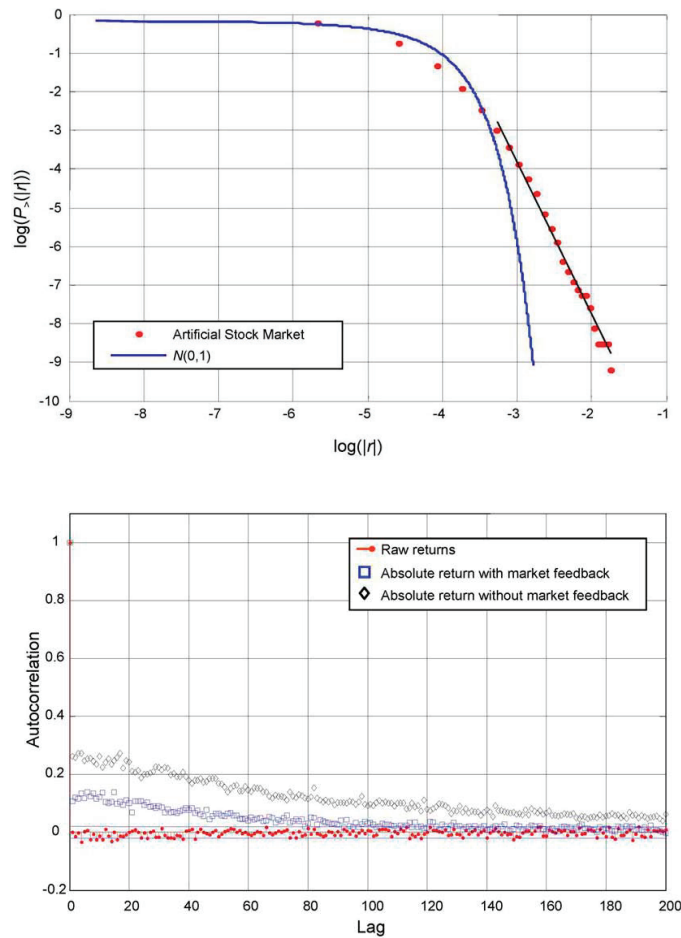 0
-1
-2
-3
-4
-5
-6
-7
-8
-9
-10
log(P>(|r|))
Artificial Stock Market
N(0,1)
-9 -8 -7 -6 -5 -4 -3 -2 -1
log(|r|)
1
0.8
0.6
0.4
0.2
0
-0.2
Autocorrelation
Raw returns
Absolute return with market feedback
Absolute return without market feedback
0 20 40 60 80 100 120 140 160 180 200
Lag